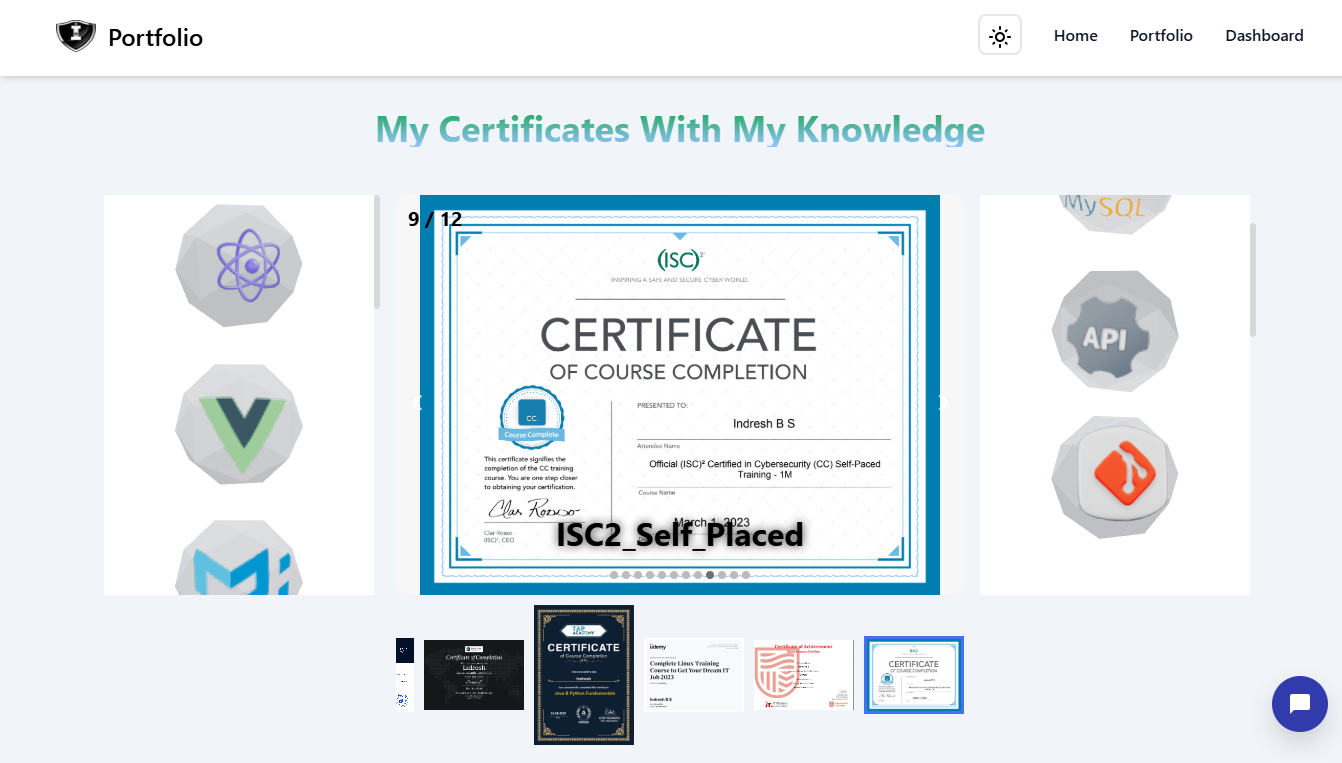 Portfolio
Home
Portfolio
Dashboard
My Certificates With My Knowledge
9 / 12
MySQL
API
(ISC)²
INSPIRING A SAFE AND SECURE CYBER WORLD.
CERTIFICATE
OF COURSE COMPLETION
CC
Course Complete
This certificate signifies the
completion of the CC training
course. You are one step closer
to obtaining your certification.
Clar Rosso
(ISC)², CEO
PRESENTED TO:
Indresh B S
Attendee Name
Official (ISC)² Certified in Cybersecurity (CC) Self-Paced
Training - 1M
Course Name
March 1, 2023
ISC2_Self_Placed
Certificate of Completion
Indresh
TAP
ACADEMY
CERTIFICATE
of Course Completion
Indresh
Java & Python Fundamentals
udemy
Complete Linux Training
Course to Get Your Dream IT
Job 2023
Indresh B S
Certificate of Achievement
CERTIFICATE
OF COURSE COMPLETION